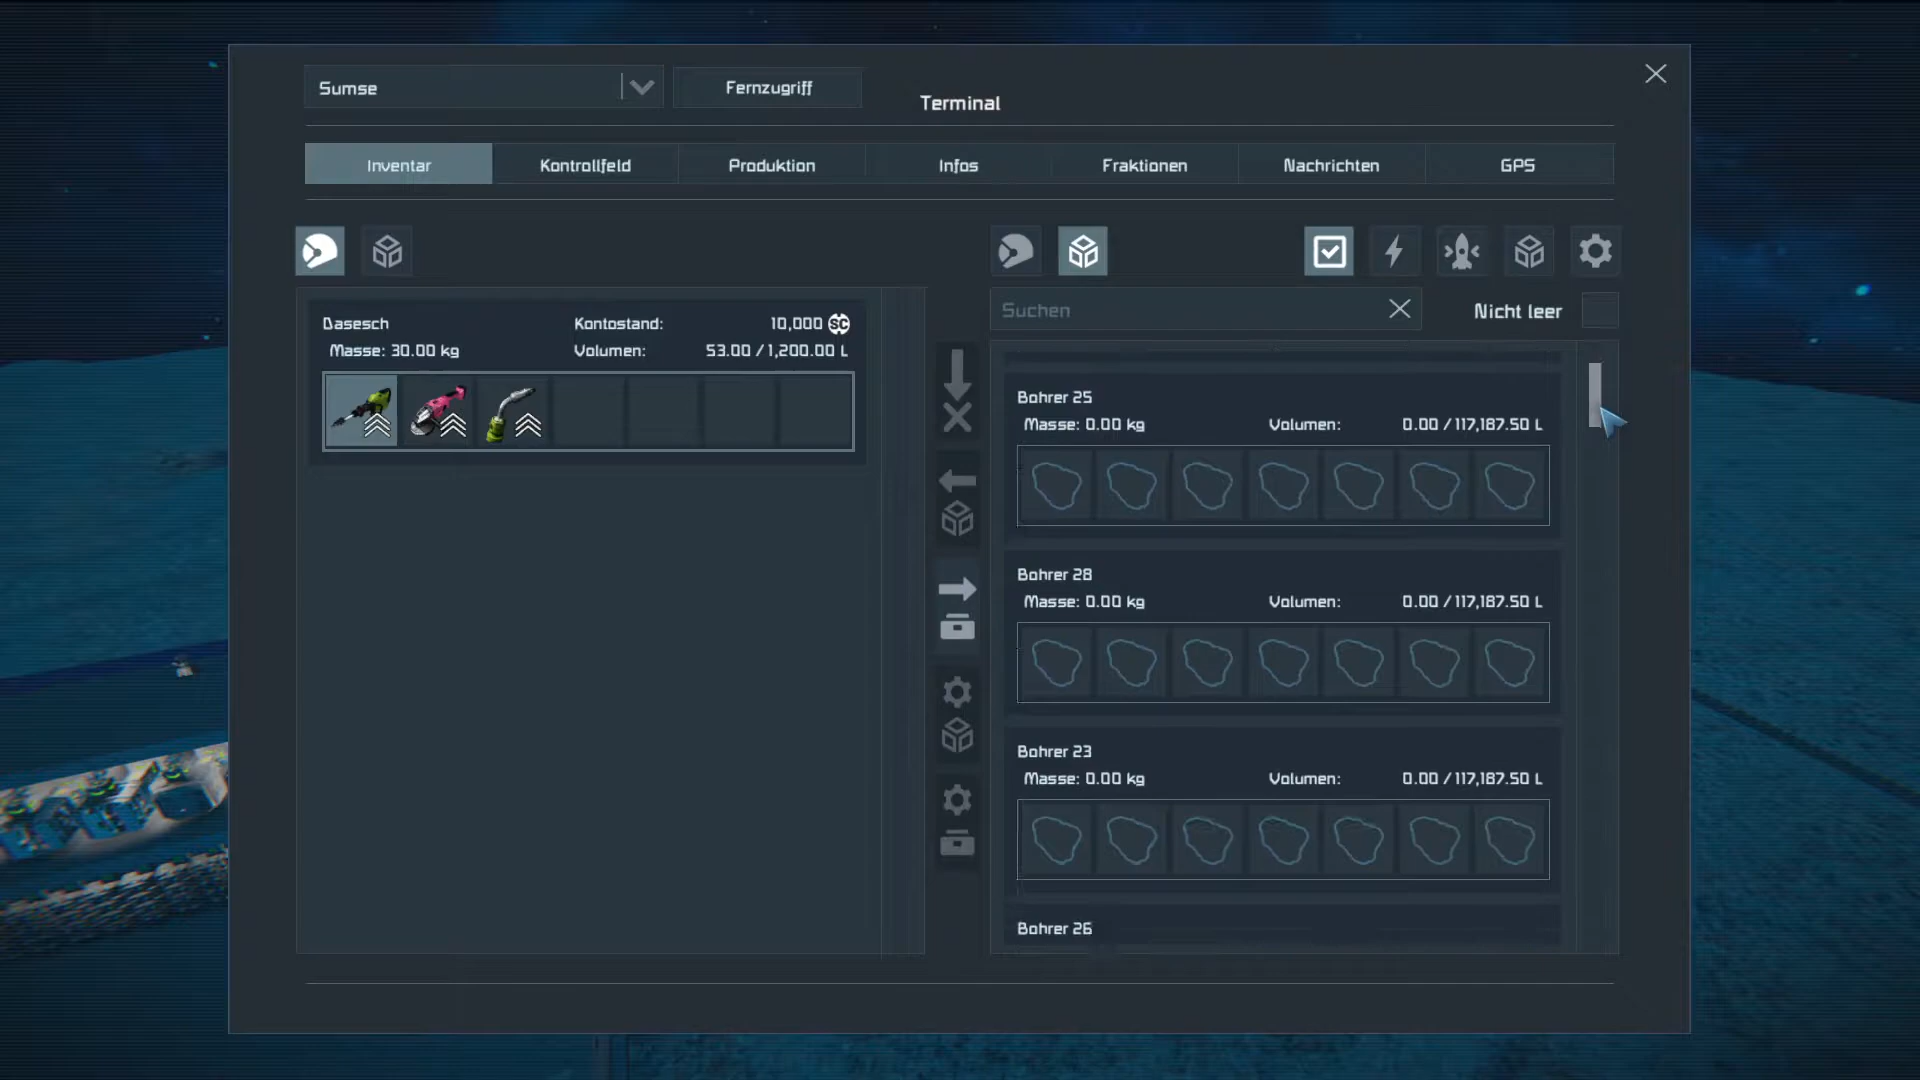 Sumse
Fernzugriff
Terminal
Inventar
Kontrollfeld
Produktion
Infos
Fraktionen
Nachrichten
GPS
Suchen
Nicht leer
Dasesch
Kontostand: 10,000 SC
Masse: 30.00 kg
Volumen: 53.00 / 1,200.00 L
Bohrer 25
Masse: 0.00 kg
Volumen: 0.00 / 117,187.50 L
Bohrer 28
Masse: 0.00 kg
Volumen: 0.00 / 117,187.50 L
Bohrer 23
Masse: 0.00 kg
Volumen: 0.00 / 117,187.50 L
Bohrer 26